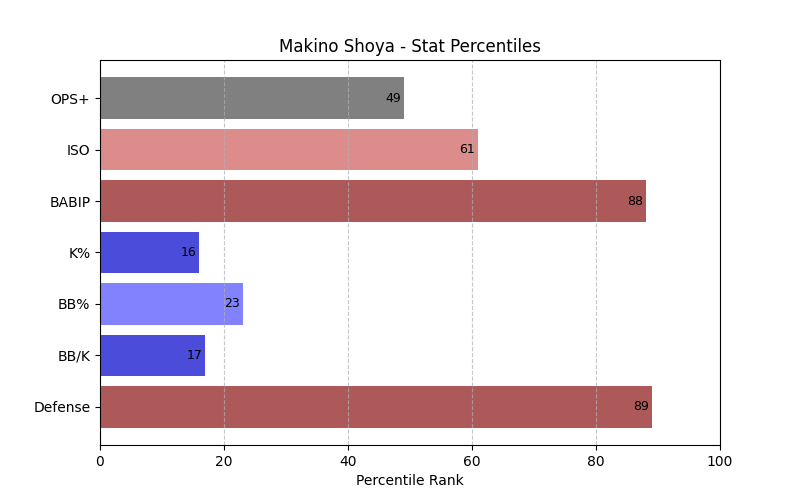 Makino Shoya - Stat Percentiles
OPS+ 49
ISO 61
BABIP 88
K% 16
BB% 23
BB/K 17
Defense 89
0 20 40 60 80 100
Percentile Rank